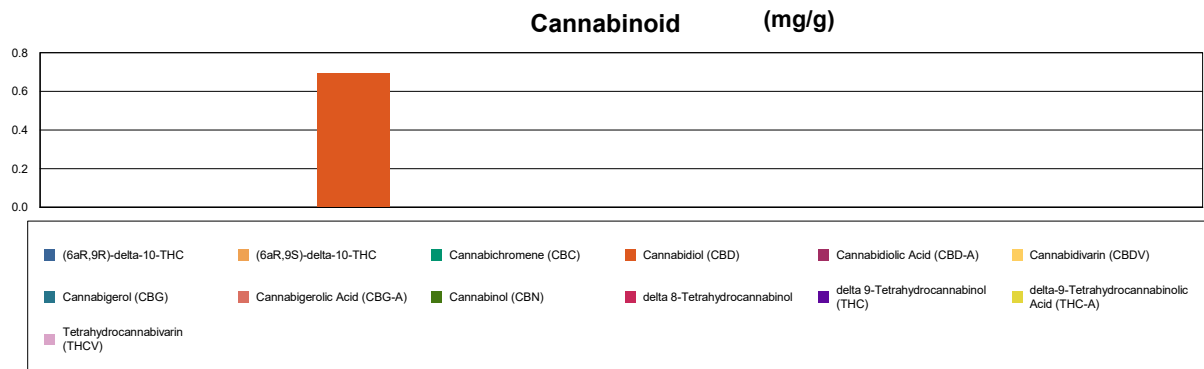 Cannabinoid (mg/g)
0.8
0.6
0.4
0.2
0.0
(6aR,9R)-delta-10-THC (6aR,9S)-delta-10-THC Cannabichromene (CBC) Cannabidiol (CBD) Cannabidiolic Acid (CBD-A) Cannabidivarin (CBDV)
Cannabigerol (CBG) Cannabigerolic Acid (CBG-A) Cannabinol (CBN) delta 8-Tetrahydrocannabinol delta 9-Tetrahydrocannabinol
(THC) delta-9-Tetrahydrocannabinolic
Acid (THC-A)
Tetrahydrocannabivarin
(THCV)